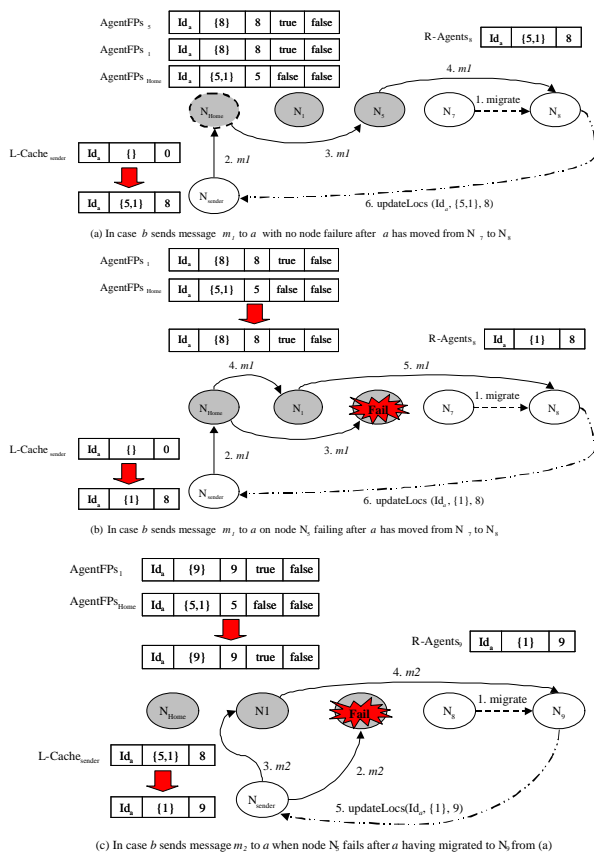 AgentFPs 5 Id a {8} 8 true false
R-Agents 8 Id a {5,1} 8
AgentFPs 1 Id a {8} 8 true false
AgentFPs Home Id a {5,1} 5 false false
4. m1
N Home N 1 N 5 N 7 1. migrate N 8
L-Cache sender Id a {} 0
2. m1 3. m1
Id a {5,1} 8
N sender
6. updateLocs (Id a, {5,1}, 8)
(a) In case b sends message m 1 to a with no node failure after a has moved from N 7 to N 8
AgentFPs 1 Id a {8} 8 true false
AgentFPs Home Id a {5,1} 5 false false
Id a {8} 8 true false
R-Agents 8 Id a {1} 8
4. m1 5. m1
N Home N 1 Fail N 7 1. migrate N 8
L-Cache sender Id a {} 0
2. m1 3. m1
Id a {1} 8
N sender
6. updateLocs (Id a, {1}, 8)
(b) In case b sends message m 1 to a on node N 5 failing after a has moved from N 7 to N 8
AgentFPs 1 Id a {9} 9 true false
AgentFPs Home Id a {5,1} 5 false false
R-Agents 9 Id a {1} 9
Id a {9} 9 true false
4. m2
N Home N1 Fail N 8 1. migrate N 9
L-Cache sender Id a {5,1} 8
3. m2 2. m2
Id a {1} 9
N sender
5. updateLocs(Id a, {1}, 9)
(c) In case b sends message m 2 to a when node N 5 fails after a having migrated to N 9 from (a)